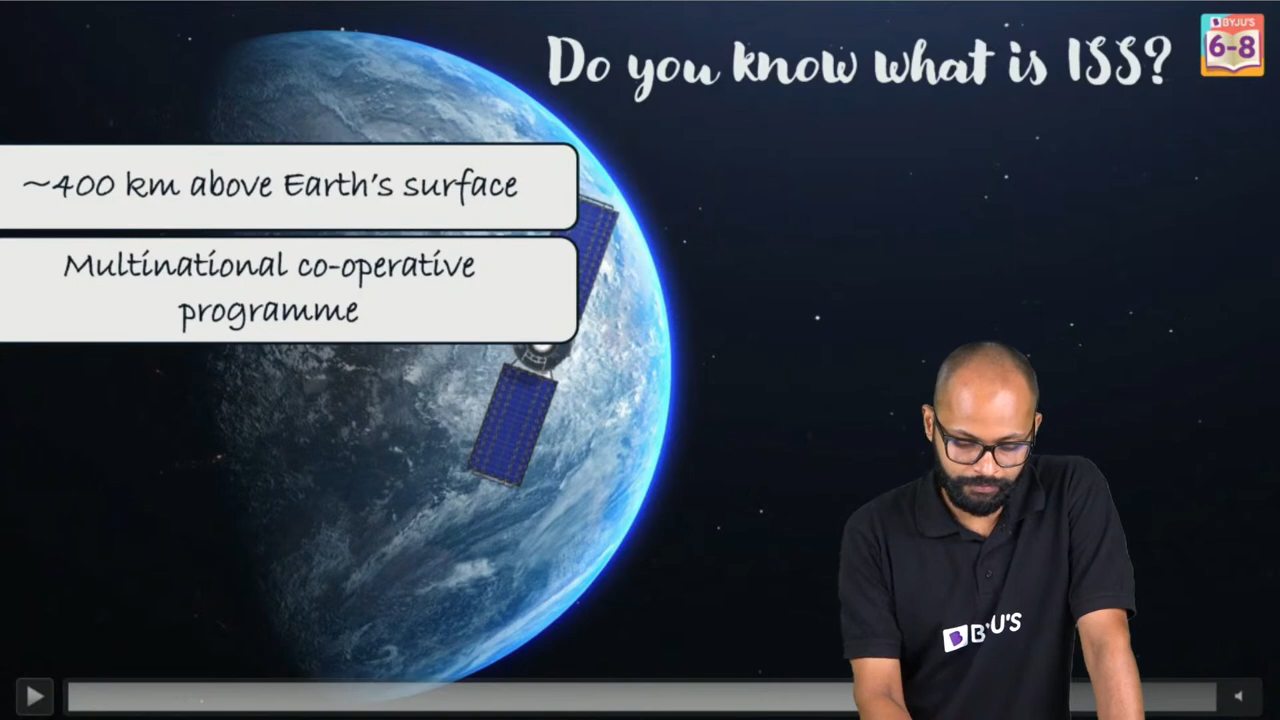 Do you know what is ISS?
BYJU'S
6-8
~400 km above Earth's surface
Multinational co-operative
programme
BYJU'S